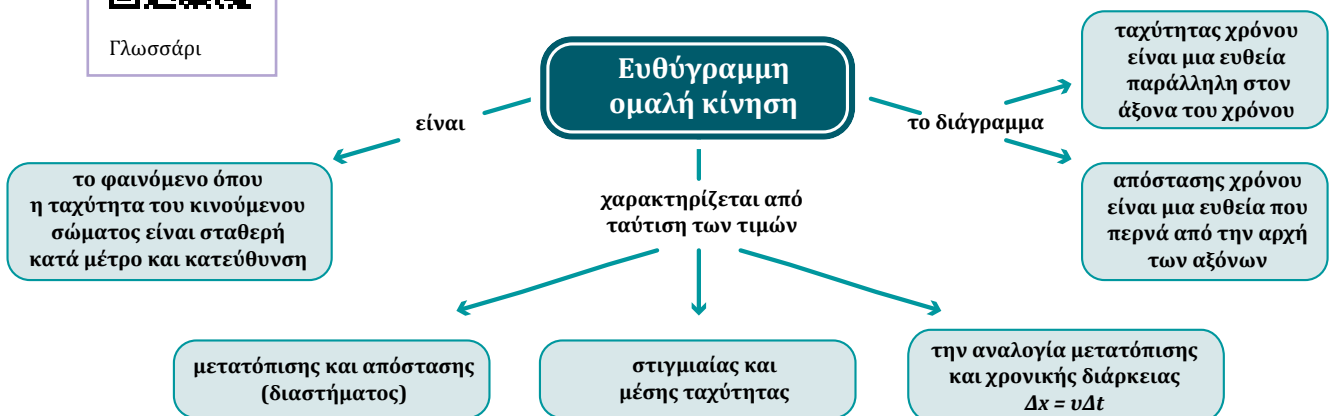 Γλωσσάρι
Ευθύγραμμη
ομαλή κίνηση
είναι
το φαινόμενο όπου
η ταχύτητα του κινούμενου
σώματος είναι σταθερή
κατά μέτρο και κατεύθυνση
χαρακτηρίζεται από
ταύτιση των τιμών
μετατόπισης και απόστασης
(διαστήματος)
στιγμιαίας και
μέσης ταχύτητας
την αναλογία μετατόπισης
και χρονικής διάρκειας
Δx = υΔt
το διάγραμμα
ταχύτητας χρόνου
είναι μια ευθεία
παράλληλη στον
άξονα του χρόνου
απόστασης χρόνου
είναι μια ευθεία που
περνά από την αρχή
των αξόνων